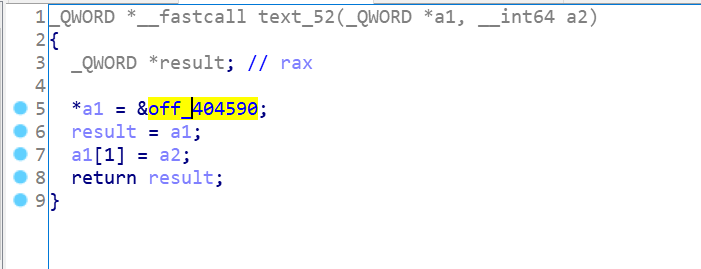 1 _QWORD *__fastcall text_52(_QWORD *a1, __int64 a2)
2 {
3   _QWORD *result; // rax
4
5   *a1 = &off_404590;
6   result = a1;
7   a1[1] = a2;
8   return result;
9 }